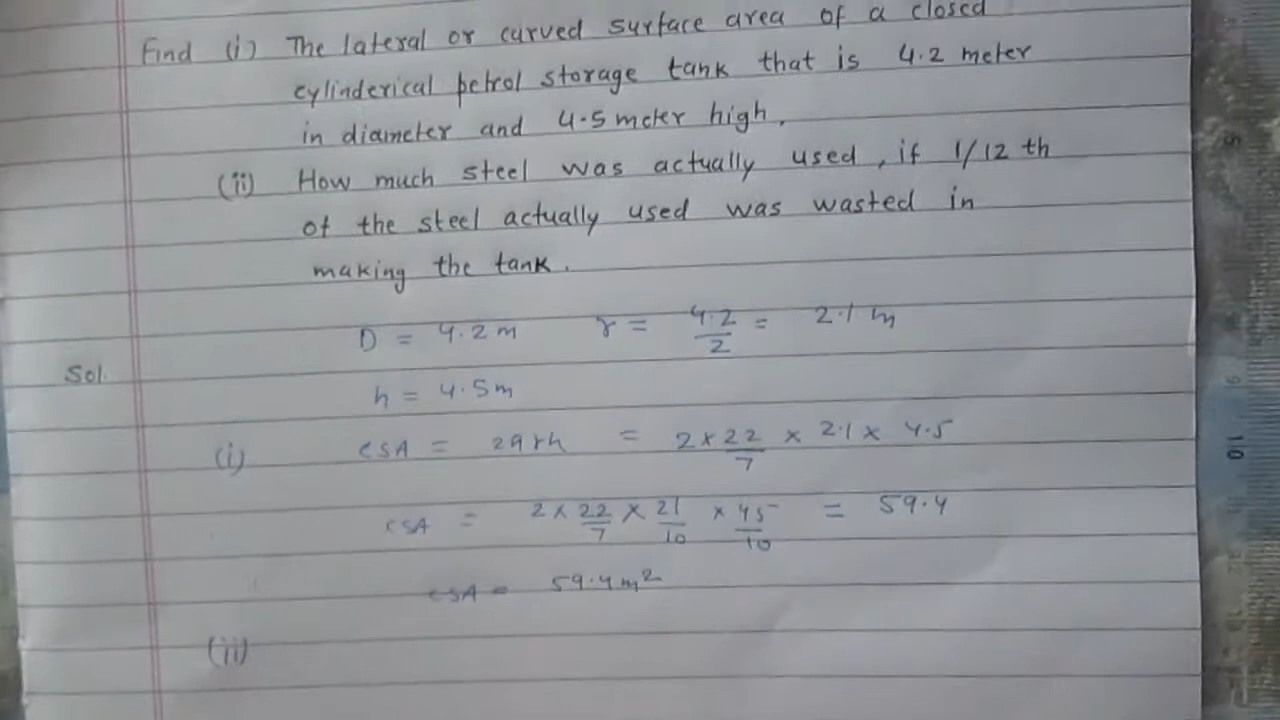 Find (i) The lateral or curved surface area of a closed
cylinderical petrol storage tank that is 4.2 meter
in diameter and 4.5 meter high.
(ii) How much steel was actually used, if 1/12 th
of the steel actually used was wasted in
making the tank.
D = 4.2 m r = 4.2/2 = 2.1 m
Sol.
h = 4.5 m
(i) CSA = 2πrh = 2 × 22/7 × 2.1 × 4.5
CSA = 2 × 22/7 × 21/10 × 45/10 = 59.4
CSA = 59.4 m²
(ii)